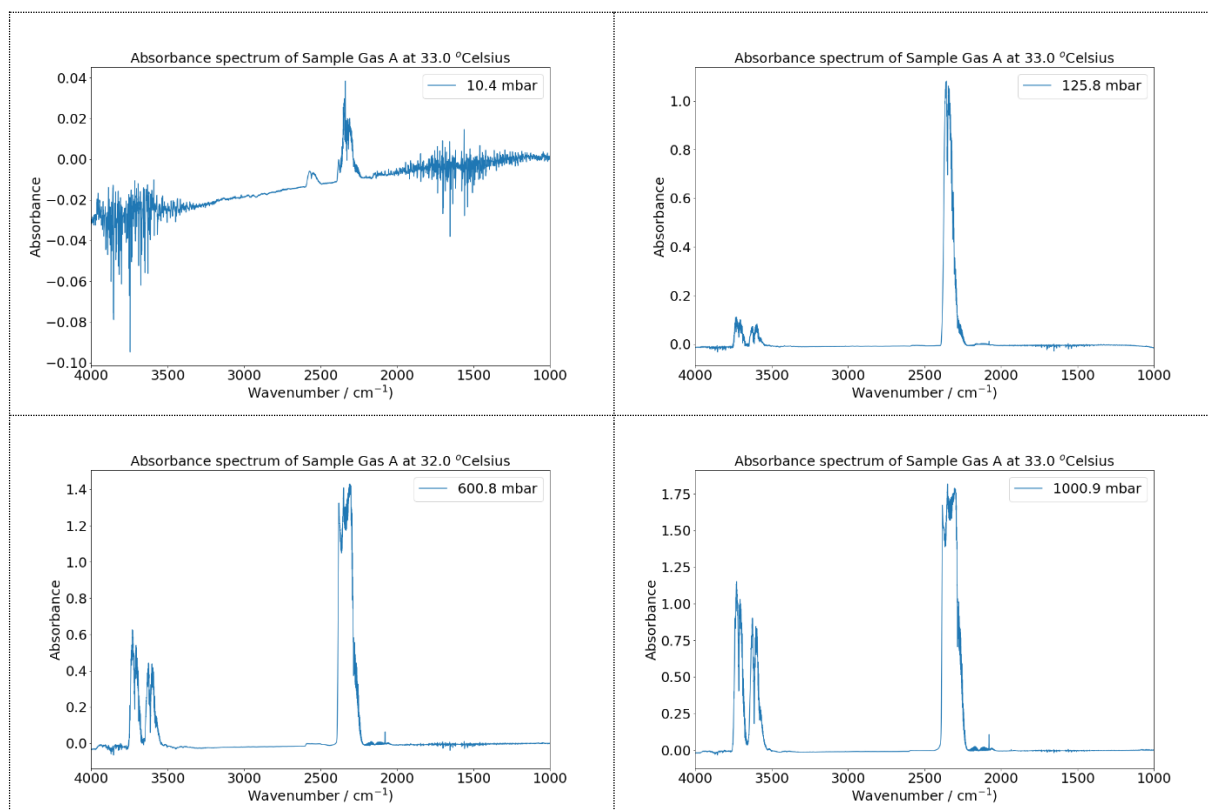 Absorbance spectrum of Sample Gas A at 33.0 °Celsius
10.4 mbar
0.04
0.02
0.00
−0.02
−0.04
−0.06
−0.08
−0.10
Absorbance
4000 3500 3000 2500 2000 1500 1000
Wavenumber / cm⁻¹)
Absorbance spectrum of Sample Gas A at 33.0 °Celsius
125.8 mbar
1.0
0.8
0.6
0.4
0.2
0.0
Absorbance
4000 3500 3000 2500 2000 1500 1000
Wavenumber / cm⁻¹)
Absorbance spectrum of Sample Gas A at 32.0 °Celsius
600.8 mbar
1.4
1.2
1.0
0.8
0.6
0.4
0.2
0.0
Absorbance
4000 3500 3000 2500 2000 1500 1000
Wavenumber / cm⁻¹)
Absorbance spectrum of Sample Gas A at 33.0 °Celsius
1000.9 mbar
1.75
1.50
1.25
1.00
0.75
0.50
0.25
0.00
Absorbance
4000 3500 3000 2500 2000 1500 1000
Wavenumber / cm⁻¹)